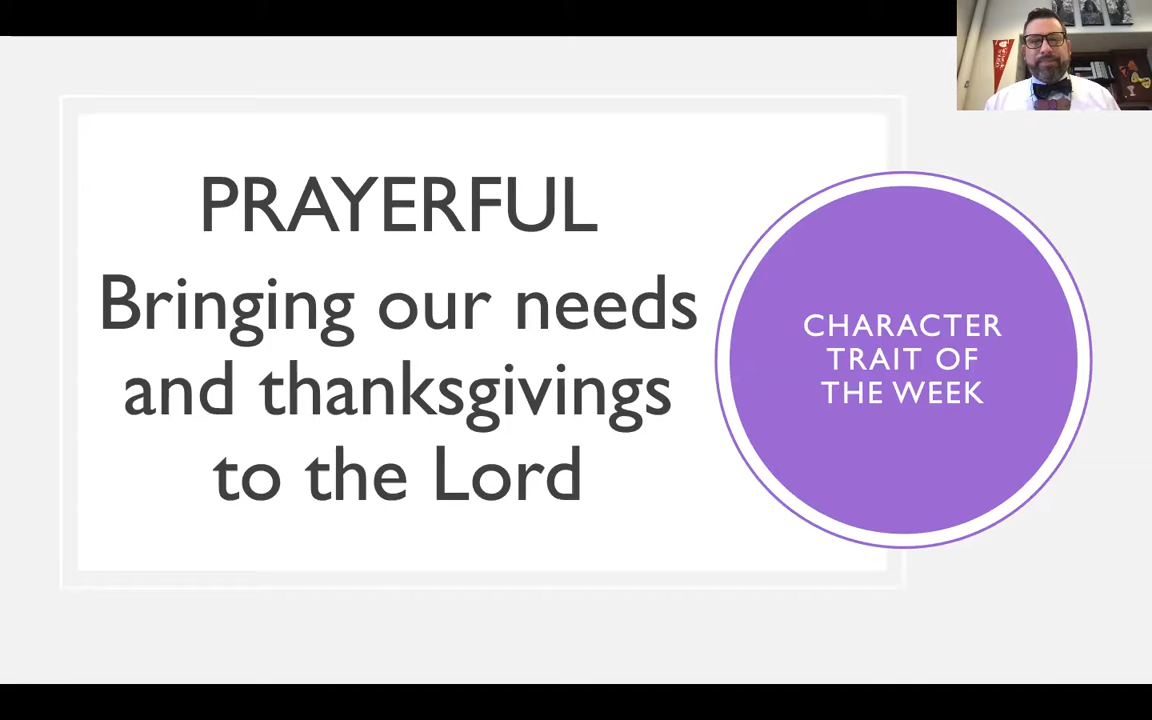 PRAYERFUL
Bringing our needs
and thanksgivings
to the Lord
CHARACTER
TRAIT OF
THE WEEK